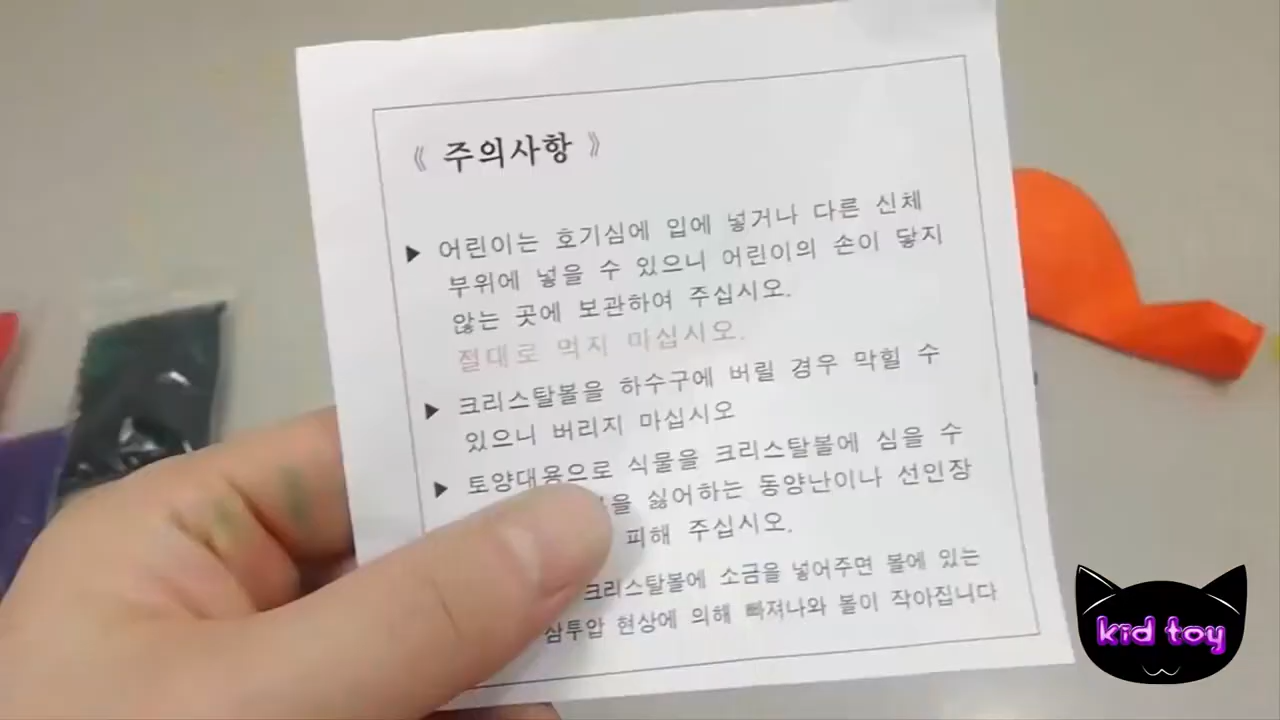 《 주의사항 》
▶ 어린이는 호기심에 입에 넣거나 다른 신체
부위에 넣을 수 있으니 어린이의 손이 닿지
않는 곳에 보관하여 주십시오.
절대로 먹지 마십시오.
▶ 크리스탈볼을 하수구에 버릴 경우 막힐 수
있으니 버리지 마십시오
▶ 토양대용으로 식물을 크리스탈볼에 심을 수
싫어하는 동양난이나 선인장
피해 주십시오.
크리스탈볼에 소금을 넣어주면 볼에 있는
삼투압 현상에 의해 빠져나와 볼이 작아집니다
kid toy